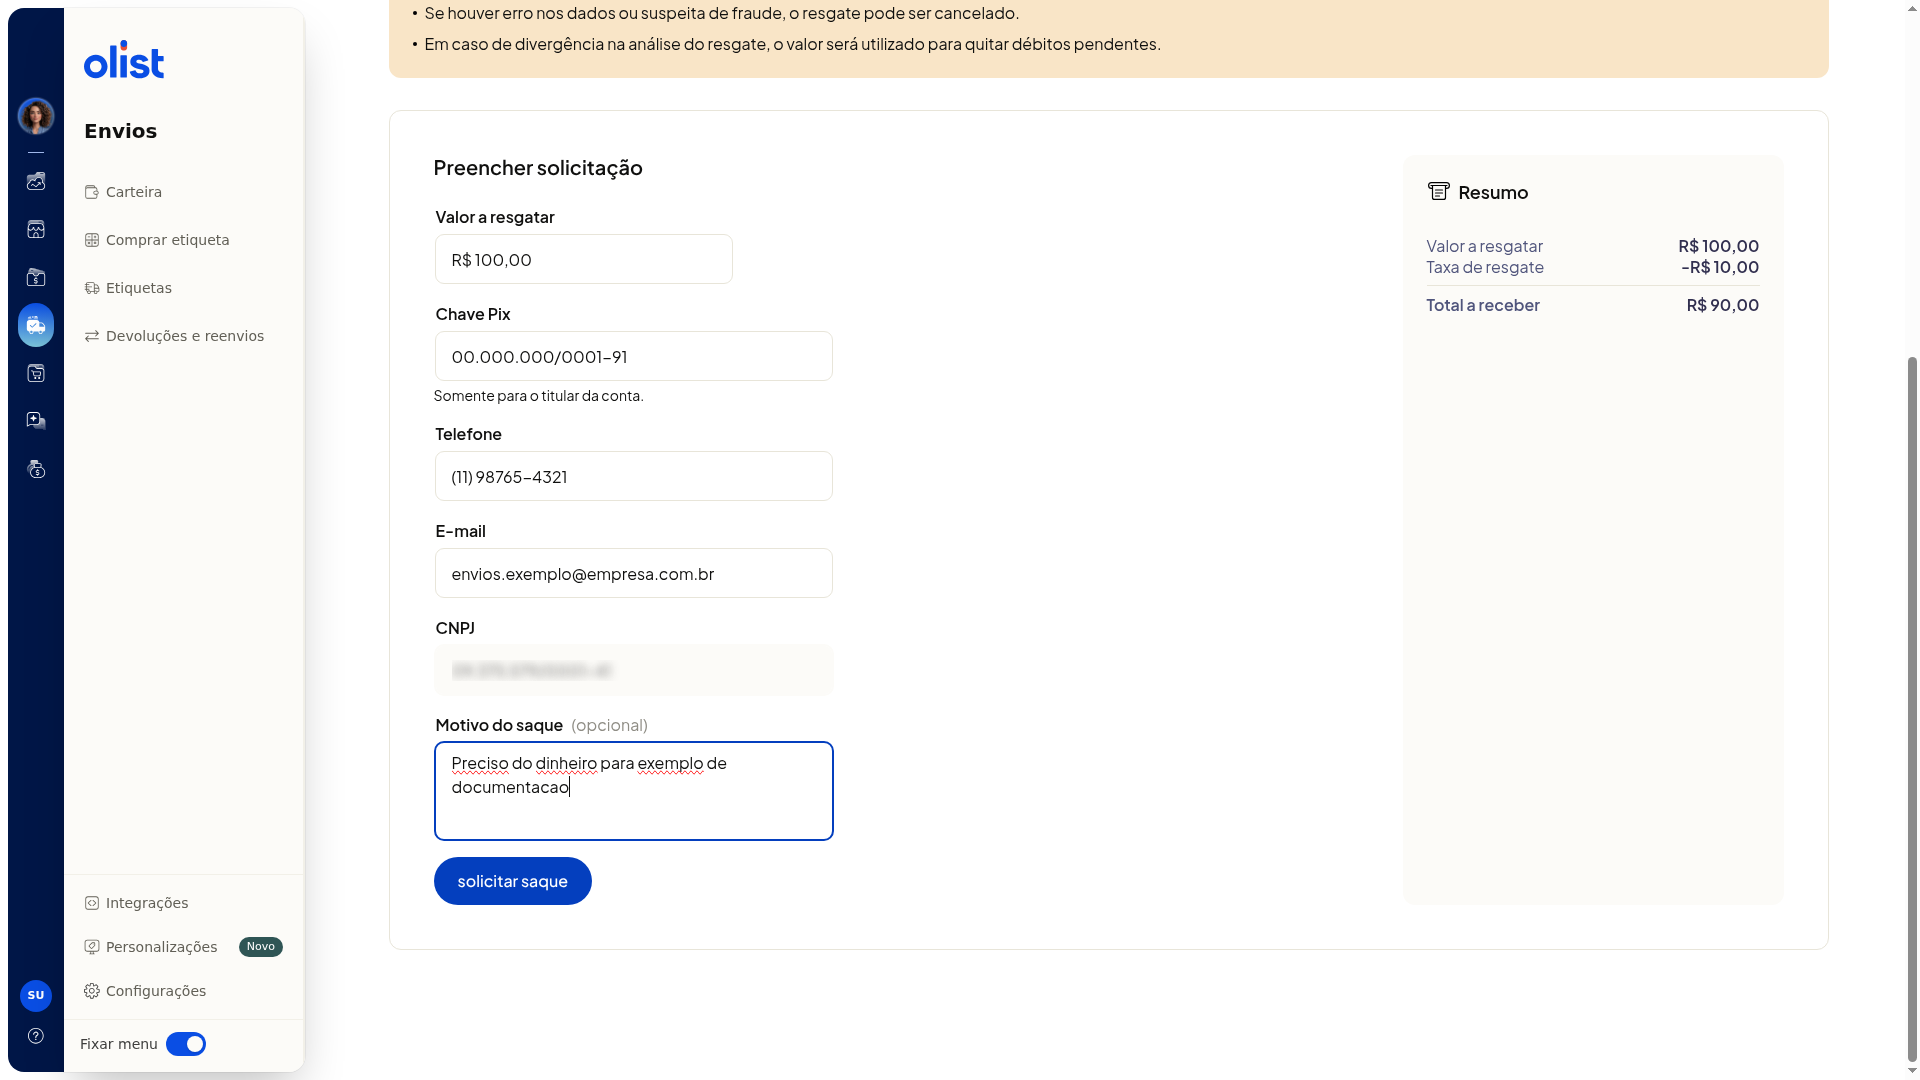 • Se houver erro nos dados ou suspeita de fraude, o resgate pode ser cancelado.
• Em caso de divergência na análise do resgate, o valor será utilizado para quitar débitos pendentes.
olist
Envios
Carteira
Comprar etiqueta
Etiquetas
Devoluções e reenvios
Integrações
Personalizações Novo
Configurações
SU
Fixar menu
Preencher solicitação
Valor a resgatar
R$ 100,00
Chave Pix
00.000.000/0001-91
Somente para o titular da conta.
Telefone
(11) 98765-4321
E-mail
envios.exemplo@empresa.com.br
CNPJ
Motivo do saque (opcional)
Preciso do dinheiro para exemplo de
documentacao
solicitar saque
Resumo
Valor a resgatar R$ 100,00
Taxa de resgate -R$ 10,00
Total a receber R$ 90,00